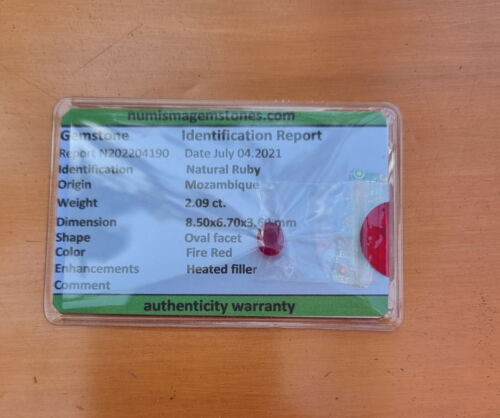 numismagemstones.com
Gemstone Identification Report
Report N202204190 Date July 04.2021
Identification Natural Ruby
Origin Mozambique
Weight 2.09 ct.
Dimension 8.50x6.70x3.60 mm
Shape Oval facet
Color Fire Red
Enhancements Heated filler
Comment
authenticity warranty